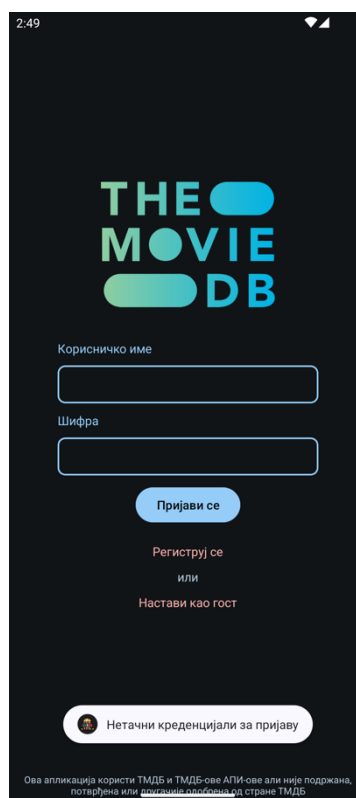 2:49
THE
MOVIE
DB
Корисничко име
Шифра
Пријави се
Региструј се
или
Настави као гост
Нетачни креденцијали за пријаву
Ова апликација користи ТМДБ и ТМДБ-ове АПИ-ове али није подржана,
потврђена или другачије одобрена од стране ТМДБ